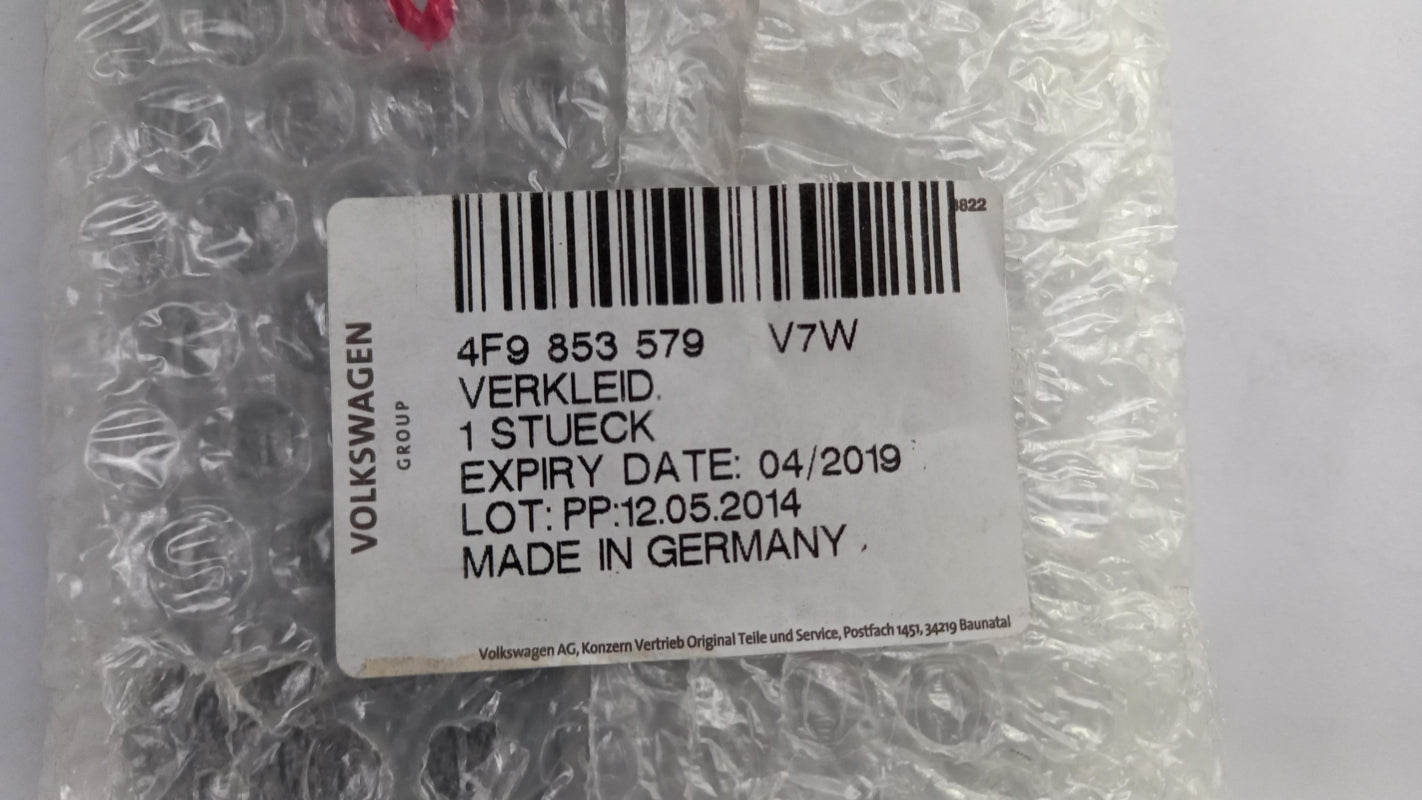 822
VOLKSWAGEN
GROUP
4F9 853 579 V7W
VERKLEID.
1 STUECK
EXPIRY DATE: 04/2019
LOT: PP:12.05.2014
MADE IN GERMANY
Volkswagen AG, Konzern Vertrieb Original Teile und Service, Postfach 1451, 34219 Baunatal